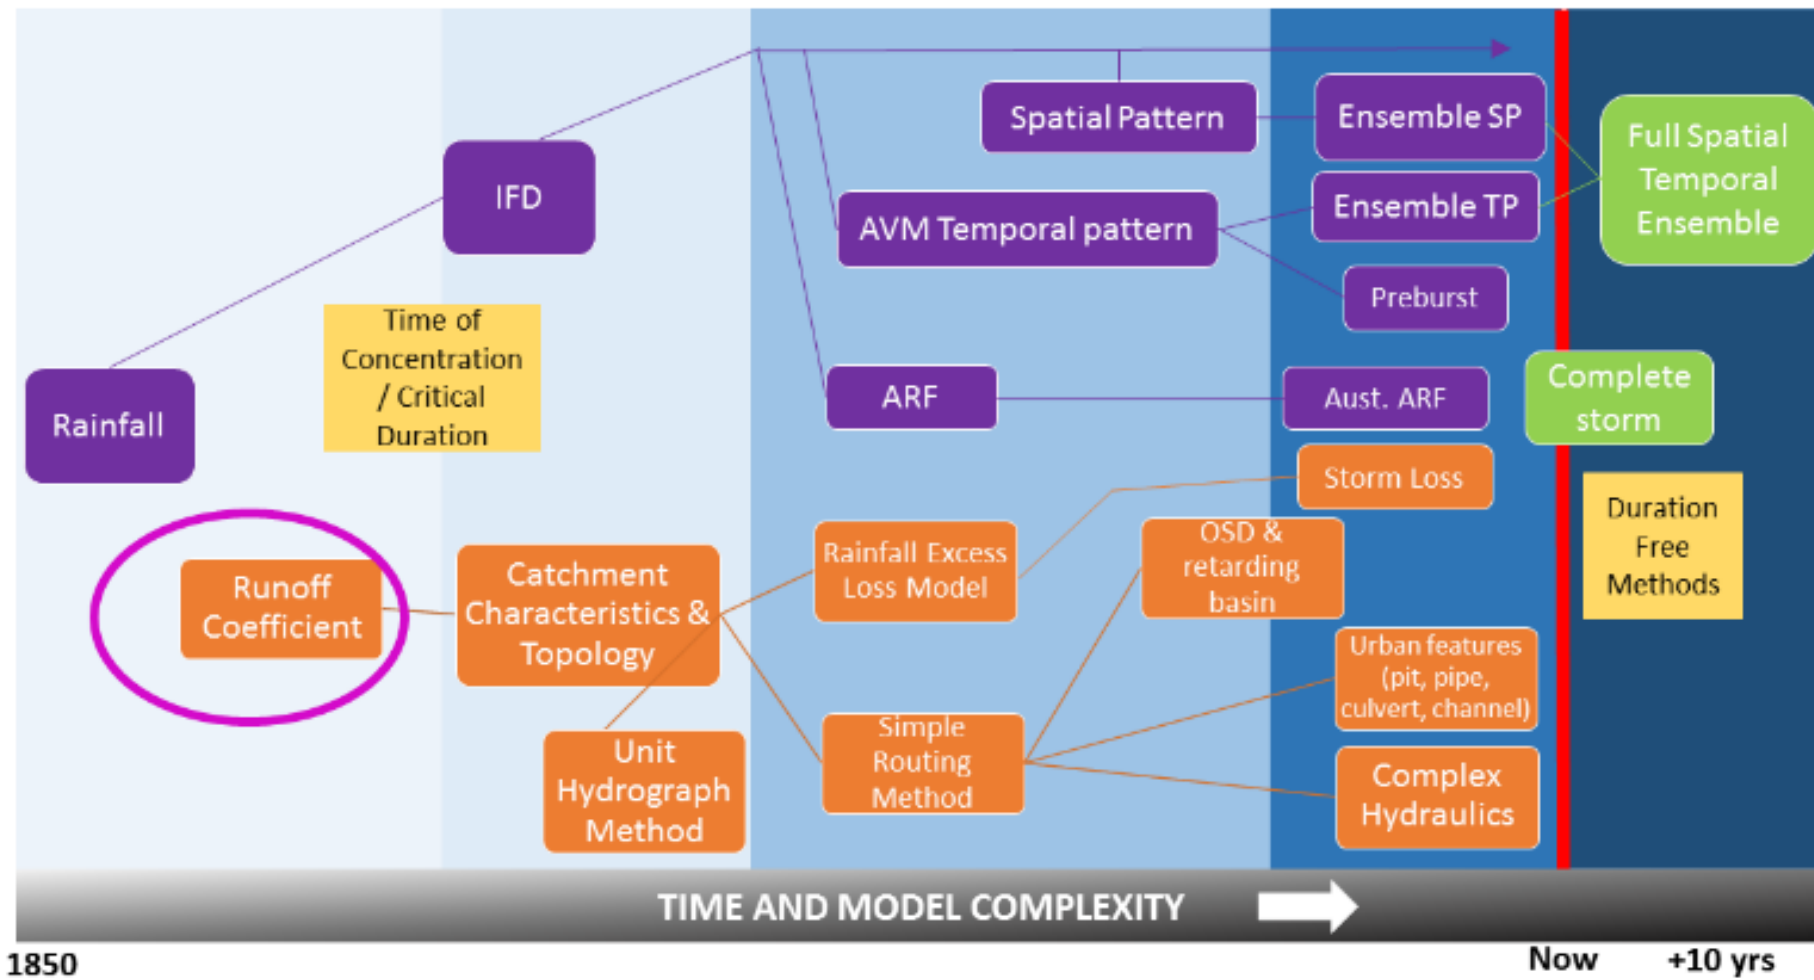 Spatial Pattern
Ensemble SP
Full Spatial
Temporal
Ensemble
IFD
AVM Temporal pattern
Ensemble TP
Preburst
Time of
Concentration
/ Critical
Duration
Rainfall
ARF
Aust. ARF
Complete
storm
Storm Loss
Runoff
Coefficient
Catchment
Characteristics &
Topology
Rainfall Excess
Loss Model
OSD &
retarding
basin
Duration
Free
Methods
Urban features
(pit, pipe,
culvert, channel)
Unit
Hydrograph
Method
Simple
Routing
Method
Complex
Hydraulics
TIME AND MODEL COMPLEXITY
1850
Now
+10 yrs